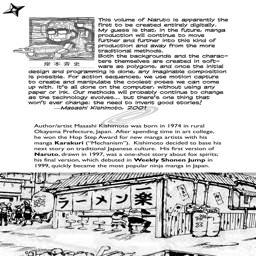 This volume of Naruto is apparently the
first to be created entirely digitally.
My guess is that, in the future, manga
production will continue to move
further and further into this kind of
production and away from the more
traditional methods.
Both the backgrounds and the charac-
ters themselves are created in soft-
ware as polygons, and once the initial
design and programming is done, any imaginable composition
is possible. For action sequences, we use motion capture
to create and manipulate the coolest poses we can come
up with. It's all done on the computer, without using any
paper or ink. Our methods will probably continue to change
as the technology evolves... but there's one thing that
won't ever change: the need to invent good stories!
—Masashi Kishimoto, 2001
岸本斉史
Author/artist Masashi Kishimoto was born in 1974 in rural
Okayama Prefecture, Japan. After spending time in art college,
he won the Hop Step Award for new manga artists with his
manga Karakuri ("Mechanism"). Kishimoto decided to base his
next story on traditional Japanese culture. His first version of
Naruto, drawn in 1997, was a one-shot story about fox spirits;
his final version, which debuted in Weekly Shonen Jump in
1999, quickly became the most popular ninja manga in Japan.
ラーメン
楽